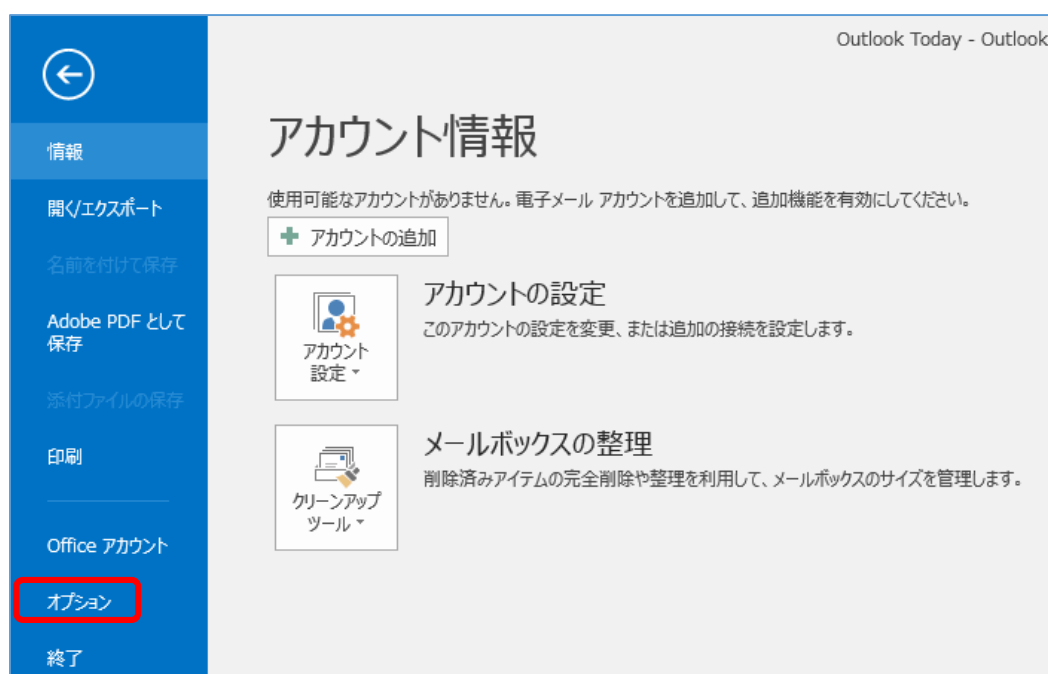 Outlook Today - Outlook
情報
開く/エクスポート
名前を付けて保存
Adobe PDF として
保存
添付ファイルの保存
印刷
Office アカウント
オプション
終了
アカウント情報
使用可能なアカウントがありません。電子メール アカウントを追加して、追加機能を有効にしてください。
アカウントの追加
アカウント
設定
アカウントの設定
このアカウントの設定を変更、または追加の接続を設定します。
クリーンアップ
ツール
メールボックスの整理
削除済みアイテムの完全削除や整理を利用して、メールボックスのサイズを管理します。